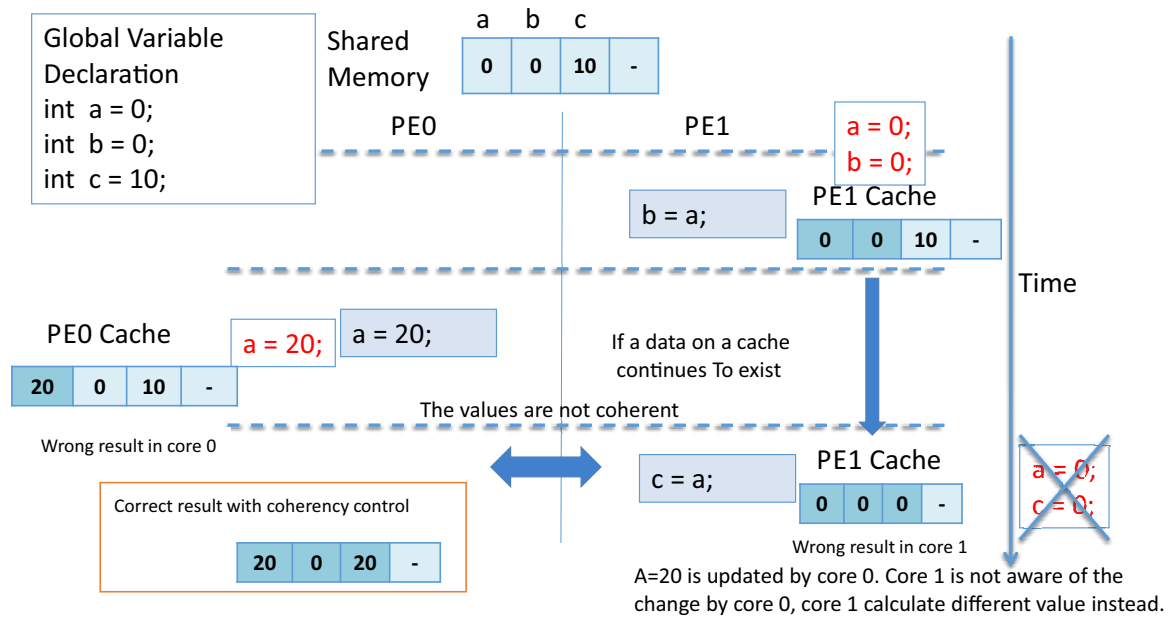 Global Variable
Declaration
int a = 0;
int b = 0;
int c = 10;
Shared
Memory
a b c
0 0 10 -
PE0
PE1
a = 0;
b = 0;
b = a;
PE1 Cache
0 0 10 -
Time
PE0 Cache
20 0 10 -
a = 20;
a = 20;
If a data on a cache
continues To exist
The values are not coherent
Wrong result in core 0
Correct result with coherency control
20 0 20 -
c = a;
PE1 Cache
0 0 0 -
a = 0;
c = 0;
Wrong result in core 1
A=20 is updated by core 0. Core 1 is not aware of the
change by core 0, core 1 calculate different value instead.